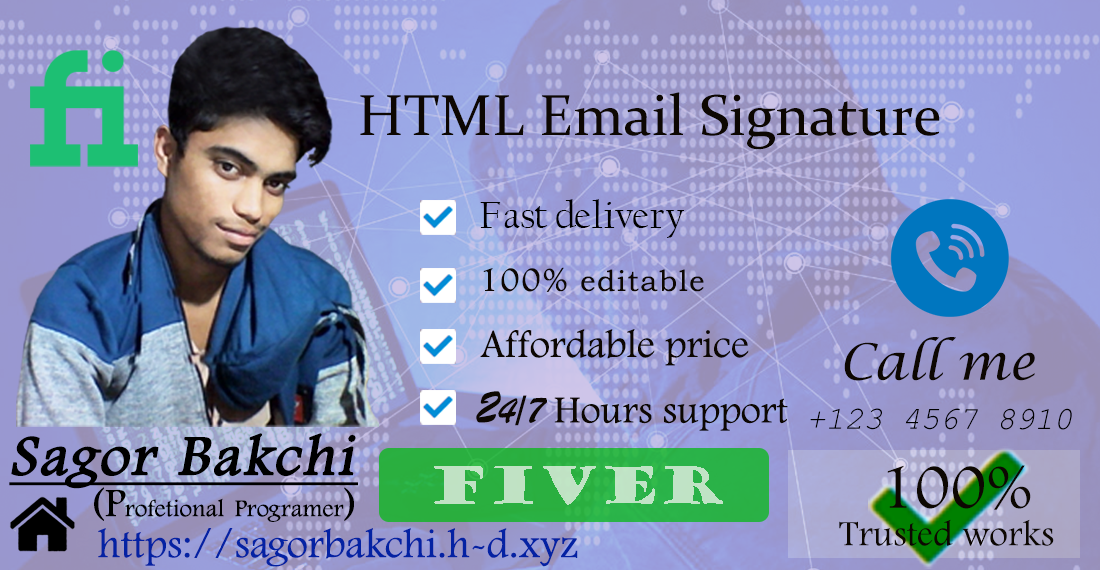 fi
HTML Email Signature
Fast delivery
100% editable
Affordable price
24/7 Hours support
Call me
+123 4567 8910
Sagor Bakchi
(Profetional Programer)
https://sagorbakchi.h-d.xyz
FIVER
100%
Trusted works